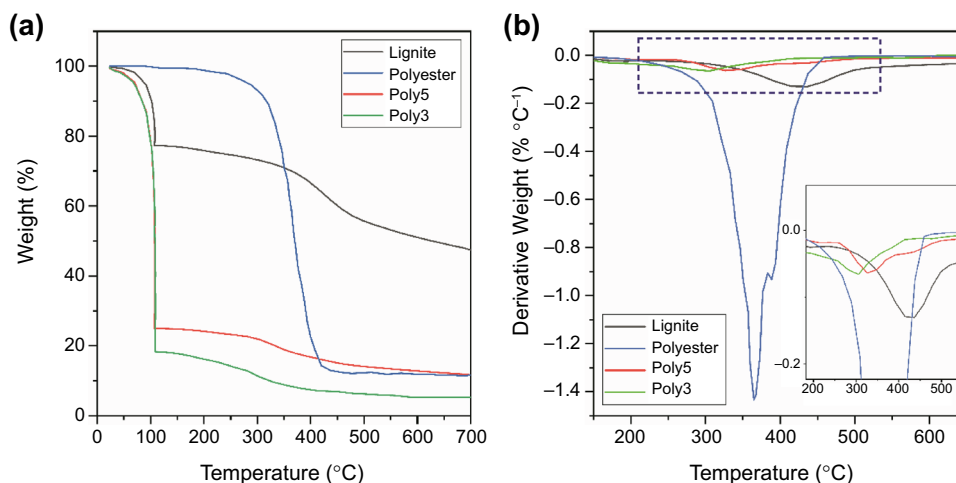 (a)
Weight (%)
100
80
60
40
20
0
0
100
200
300
400
500
600
700
Temperature (°C)
Lignite
Polyester
Poly5
Poly3
(b)
Derivative Weight (% °C⁻¹)
0.0
−0.2
−0.4
−0.6
−0.8
−1.0
−1.2
−1.4
200
300
400
500
600
Temperature (°C)
Lignite
Polyester
Poly5
Poly3
0.0
−0.2
200
300
400
500